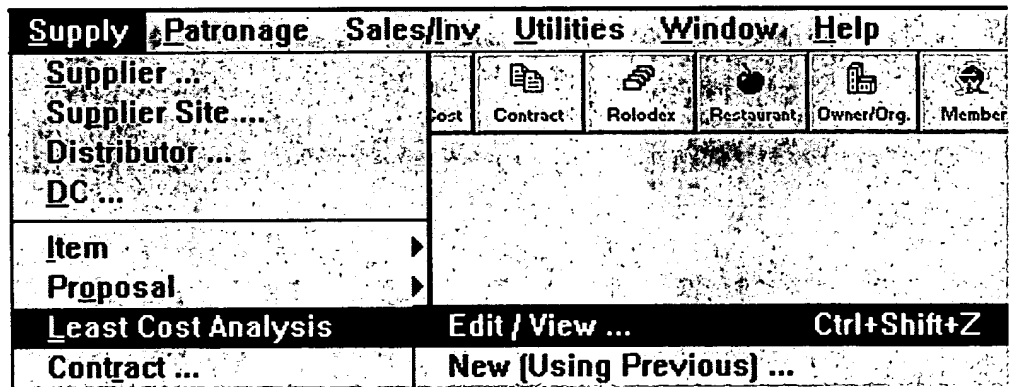 Supply Patronage Sales/Inv Utilities Window Help
Supplier ...
Supplier Site ...
Distributor ...
DC ...
ost Contract Rolodex Restaurant Owner/Org. Member
Item
Proposal
Least Cost Analysis Edit / View ... Ctrl+Shift+Z
Contract ... New (Using Previous) ...